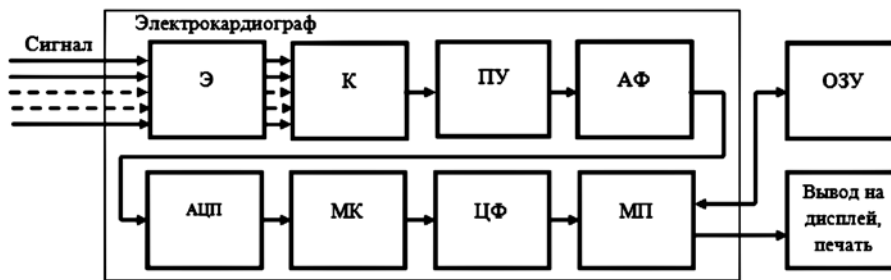 Электрокардиограф
Сигнал
Э
К
ПУ
АФ
ОЗУ
АЦП
МК
ЦФ
МП
Вывод на
дисплей,
печать